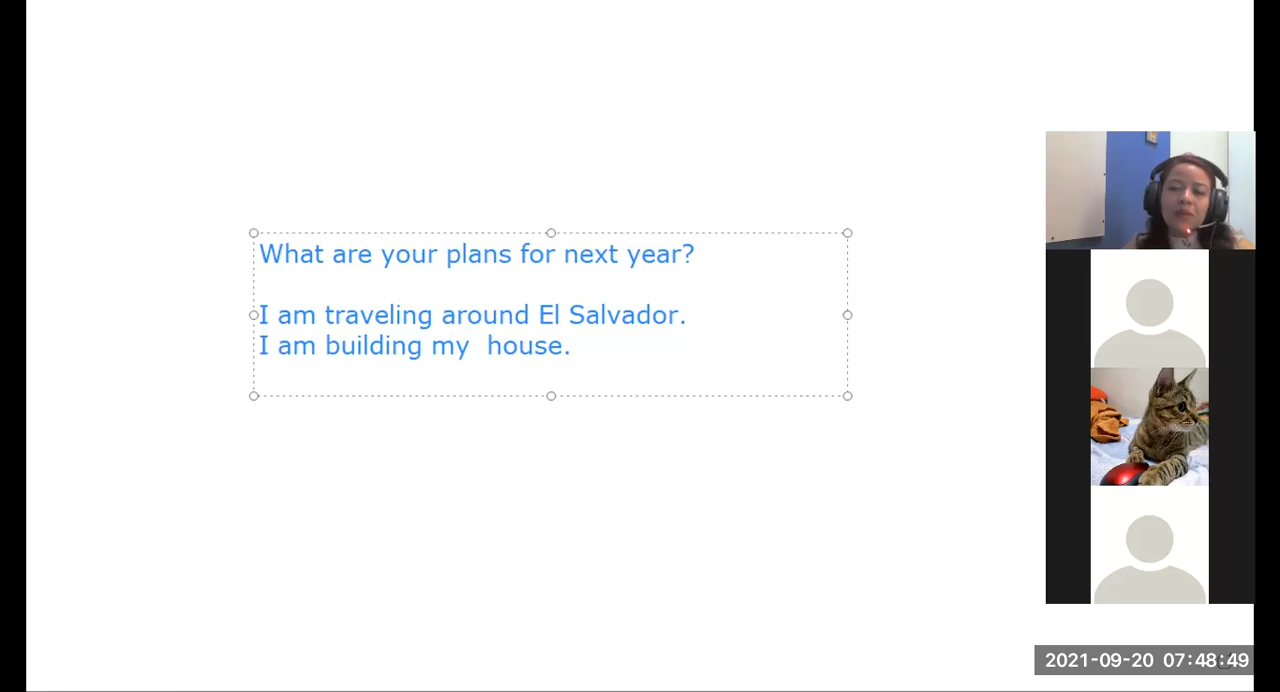 What are your plans for next year?
I am traveling around El Salvador.
I am building my  house.
2021-09-20 07:48:49